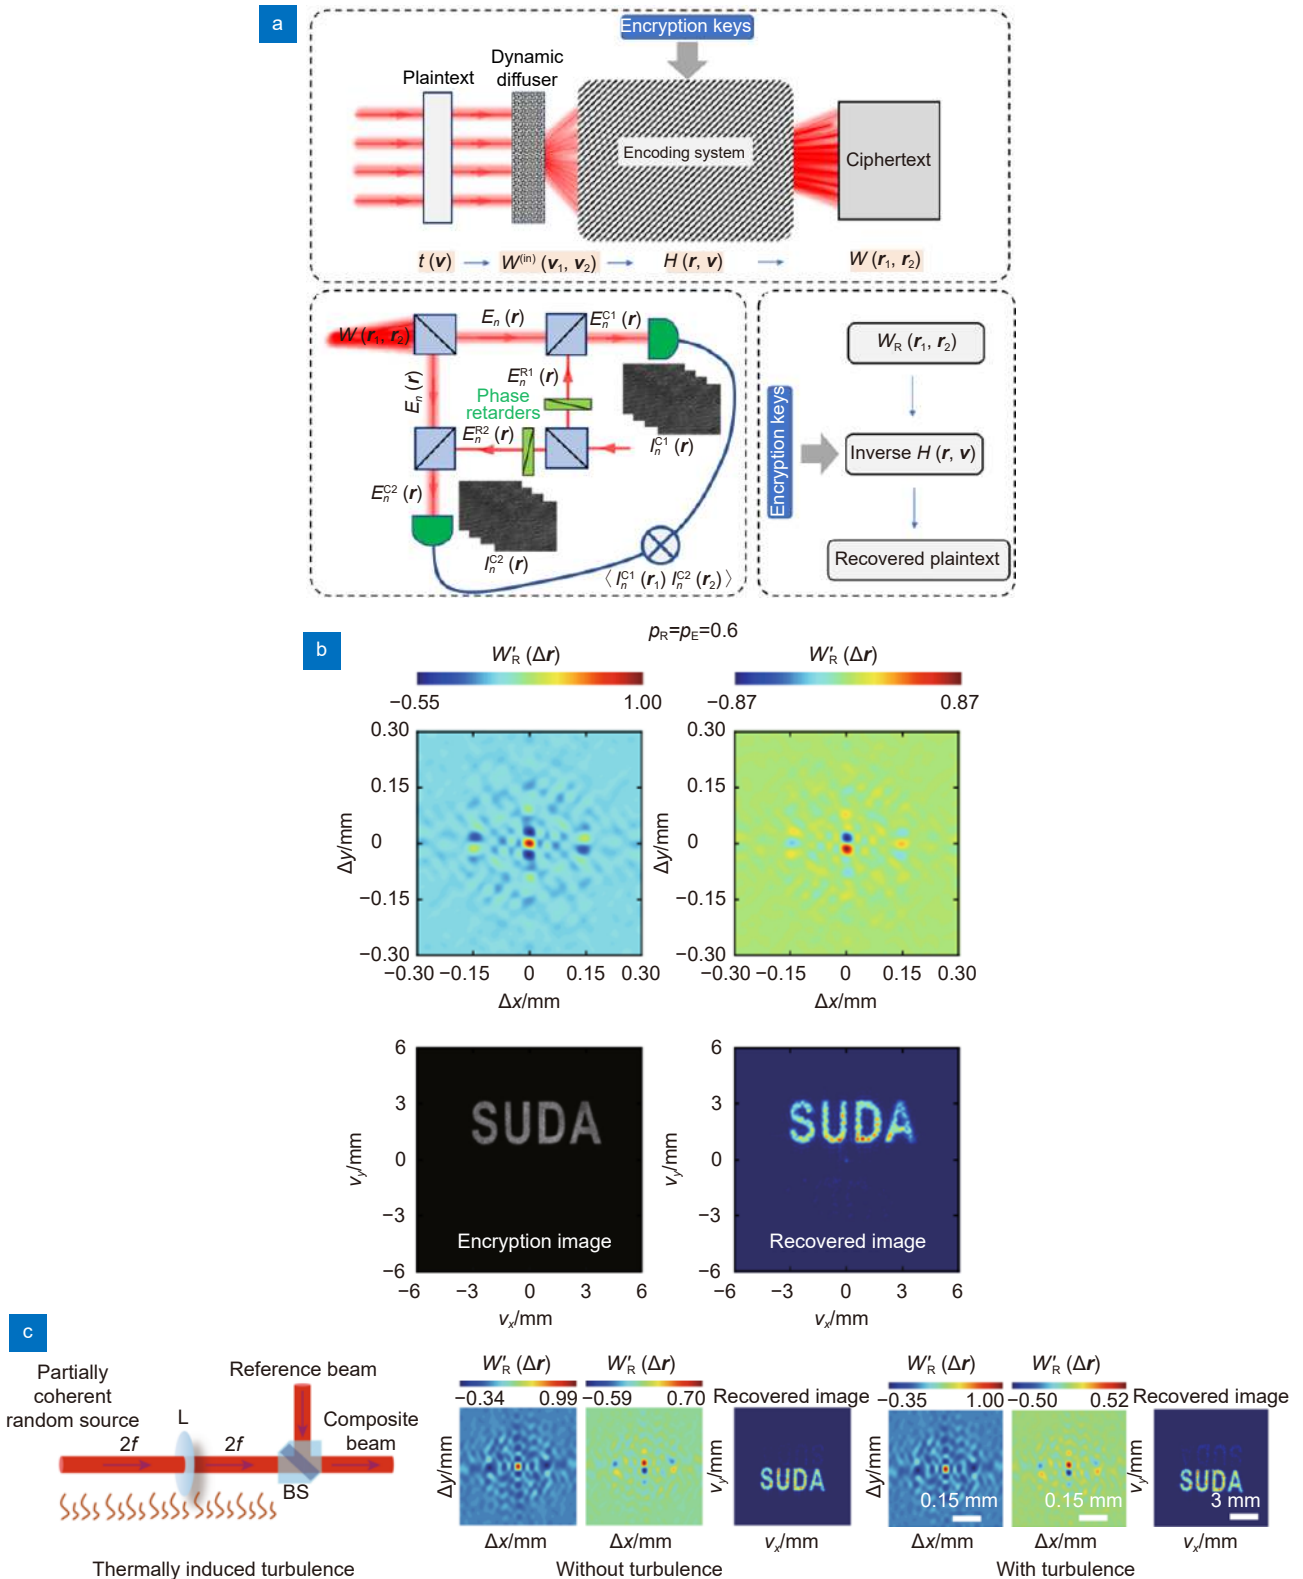 a
Encryption keys
Dynamic
diffuser
Plaintext
Encoding system
Ciphertext
t (v) → W(in) (v1, v2) → H (r, v) → W (r1, r2)
W (r1, r2)
En (r)
EnC1 (r)
En (r)
EnR1 (r)
Phase
retarders
EnR2 (r)
InC1 (r)
EnC2 (r)
InC2 (r)
⟨ InC1 (r1) InC2 (r2) ⟩
WR (r1, r2)
Encryption keys
Inverse H (r, v)
Recovered plaintext
b
pR=pE=0.6
W′R (Δr)
−0.55 1.00
W′R (Δr)
−0.87 0.87
0.30
0.15
0
−0.15
−0.30
Δy/mm
−0.30 −0.15 0 0.15 0.30
Δx/mm
0.30
0.15
0
−0.15
−0.30
Δy/mm
−0.30 −0.15 0 0.15 0.30
Δx/mm
6
3
0
−3
−6
vy/mm
SUDA
Encryption image
−6 −3 0 3 6
vx/mm
6
3
0
−3
−6
vy/mm
SUDA
Recovered image
−6 −3 0 3 6
vx/mm
c
Partially
coherent
random source
Reference beam
Composite
beam
L
2f
2f
BS
Thermally induced turbulence
W′R (Δr)
−0.34 0.99
W′R (Δr)
−0.59 0.70
Recovered image
Δy/mm
vy/mm
SUDA
Δx/mm
Δx/mm
vx/mm
Without turbulence
W′R (Δr)
−0.35 1.00
W′R (Δr)
−0.50 0.52
Recovered image
Δy/mm
0.15 mm
0.15 mm
vy/mm
SUDA
3 mm
Δx/mm
Δx/mm
vx/mm
With turbulence